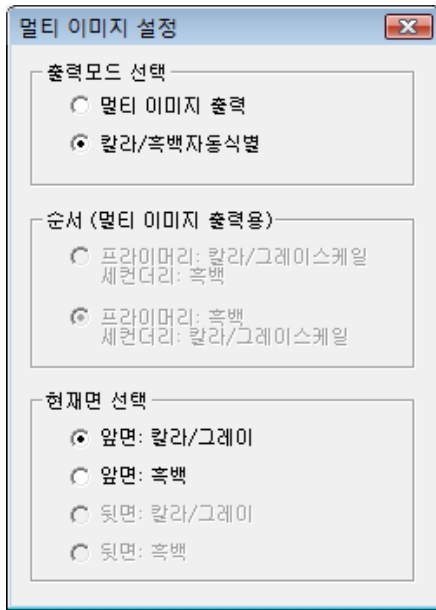 멀티 이미지 설정
출력모드 선택
멀티 이미지 출력
칼라/흑백자동식별
순서 (멀티 이미지 출력용)
프라이머리: 칼라/그레이스케일
세컨더리: 흑백
프라이머리: 흑백
세컨더리: 칼라/그레이스케일
현재면 선택
앞면: 칼라/그레이
앞면: 흑백
뒷면: 칼라/그레이
뒷면: 흑백